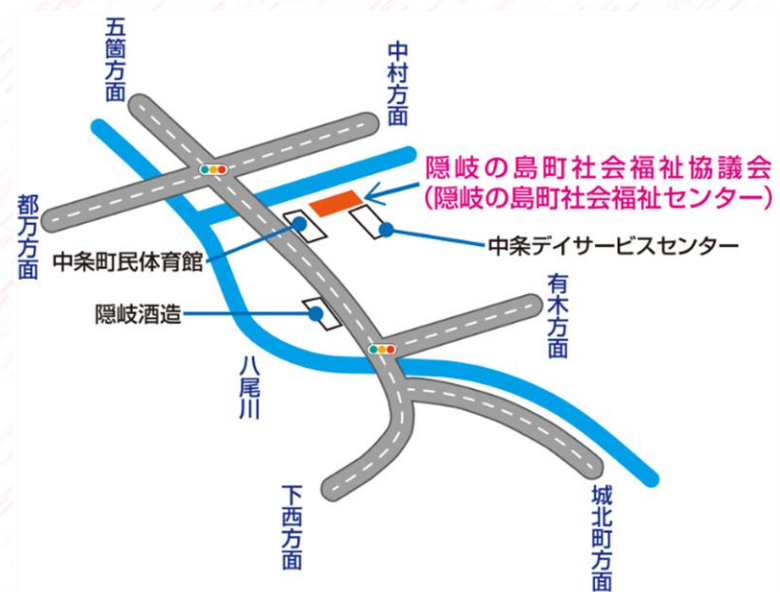 五箇方面
中村方面
隠岐の島町社会福祉協議会
(隠岐の島町社会福祉センター)
都万方面
中条町民体育館
中条デイサービスセンター
隠岐酒造
有木方面
八尾川
下西方面
城北町方面